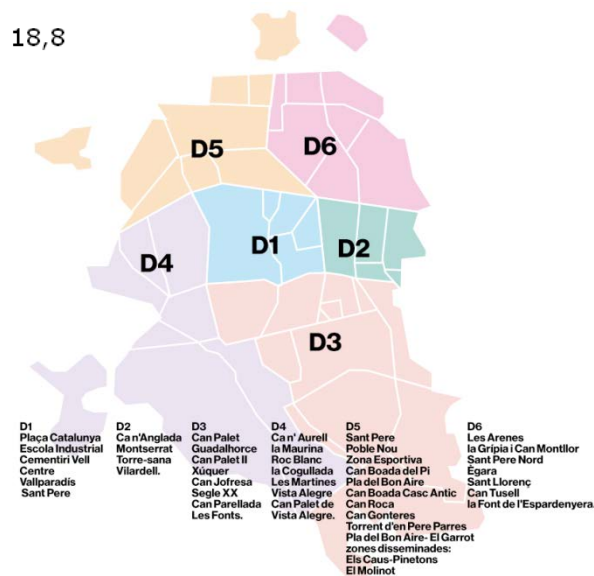 18,8
D5
D6
D1
D2
D4
D3
D1
Plaça Catalunya
Escola Industrial
Cementiri Vell
Centre
Vallparadís
Sant Pere
D2
Ca n'Anglada
Montserrat
Torre-sana
Vilardell.
D3
Can Palet
Guadalhorce
Can Palet II
Xúquer
Can Jofresa
Segle XX
Can Parellada
Les Fonts.
D4
Ca n' Aurell
la Maurina
Roc Blanc
la Cogullada
Les Martines
Vista Alegre
Can Palet de
Vista Alegre.
D5
Sant Pere
Poble Nou
Zona Esportiva
Can Boada del Pi
Pla del Bon Aire
Can Boada Casc Antic
Can Roca
Can Gonteres
Torrent d'en Pere Parres
Pla del Bon Aire- El Garrot
zones disseminades:
Els Caus-Pinetons
El Molinot
D6
Les Arenes
la Grípia i Can Montllor
Sant Pere Nord
Ègara
Sant Llorenç
Can Tusell
la Font de l'Espardenyera.